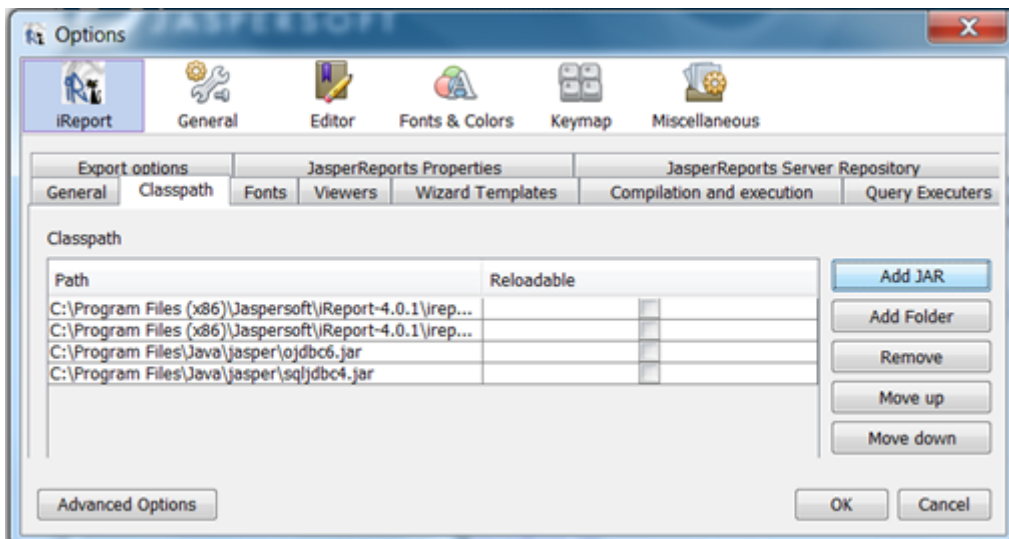 JASPERSOFT
Options
iReport General Editor Fonts & Colors Keymap Miscellaneous
Export options JasperReports Properties JasperReports Server Repository
General Classpath Fonts Viewers Wizard Templates Compilation and execution Query Executers
Classpath
Path Reloadable Add JAR
C:\Program Files (x86)\Jaspersoft\iReport-4.0.1\irep...
Add Folder
C:\Program Files (x86)\Jaspersoft\iReport-4.0.1\irep...
C:\Program Files\Java\jasper\ojdbc6.jar
Remove
C:\Program Files\Java\jasper\sqljdbc4.jar
Move up
Move down
Advanced Options OK Cancel